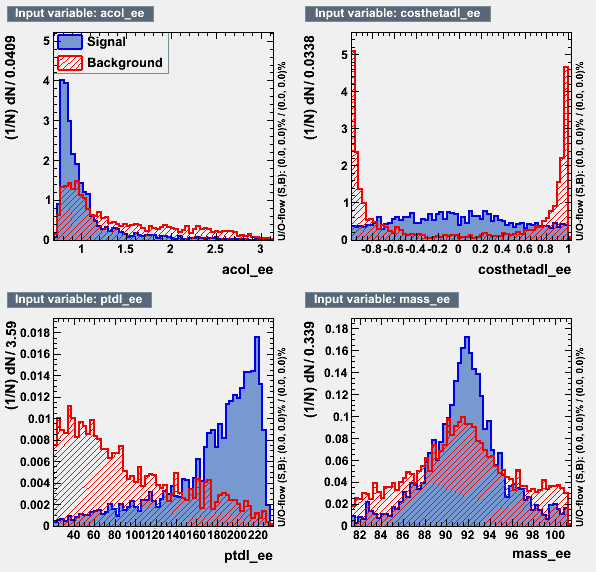 Input variable: acol_ee
(1/N) dN / 0.0409
5
4
3
2
1
0
Signal
Background
1
1.5
2
2.5
3
acol_ee
U/O-flow (S,B): (0.0, 0.0)% / (0.0, 0.0)%
Input variable: costhetadl_ee
(1/N) dN / 0.0338
5
4
3
2
1
0
-0.8 -0.6 -0.4 -0.2 0 0.2 0.4 0.6 0.8 1
costhetadl_ee
U/O-flow (S,B): (0.0, 0.0)% / (0.0, 0.0)%
Input variable: ptdl_ee
(1/N) dN / 3.59
0.018
0.016
0.014
0.012
0.01
0.008
0.006
0.004
0.002
0
40 60 80 100 120 140 160 180 200 220
ptdl_ee
U/O-flow (S,B): (0.0, 0.0)% / (0.0, 0.0)%
Input variable: mass_ee
(1/N) dN / 0.339
0.18
0.16
0.14
0.12
0.1
0.08
0.06
0.04
0.02
0
82 84 86 88 90 92 94 96 98 100
mass_ee
U/O-flow (S,B): (0.0, 0.0)% / (0.0, 0.0)%